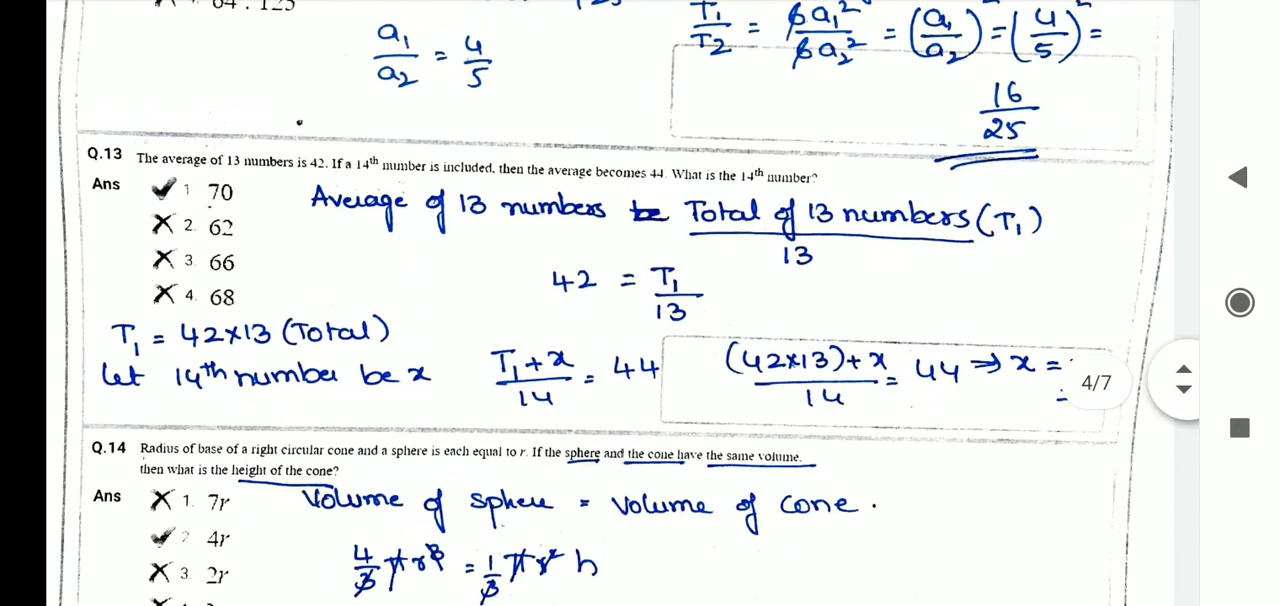 64 : 125
a₁/a₂ = 4/5
T₁/T₂ = 6a₁²/6a₂² = (a₁/a₂)² = (4/5)² =
16/25
Q.13 The average of 13 numbers is 42. If a 14th number is included, then the average becomes 44. What is the 14th number?
Ans 1. 70
2. 62
3. 66
4. 68
Average of 13 numbers = Total of 13 numbers (T₁)/13
42 = T₁/13
T₁ = 42×13 (Total)
Let 14th number be x (T₁+x)/14 = 44 ((42×13)+x)/14 = 44 ⇒ x =
4/7
Q.14 Radius of base of a right circular cone and a sphere is each equal to r. If the sphere and the cone have the same volume,
then what is the height of the cone?
Ans 1. 7r
2. 4r
3. 2r
Volume of sphere = Volume of cone.
4/3 πr³ = 1/3 πr² h